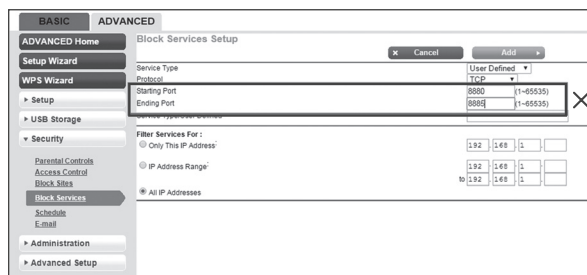 BASIC ADVANCED
ADVANCED Home
Setup Wizard
WPS Wizard
▸ Setup
▸ USB Storage
▾ Security
Parental Controls
Access Control
Block Sites
Block Services
Schedule
E-mail
▸ Administration
▸ Advanced Setup
Block Services Setup
x Cancel Add ▸
Service Type User Defined ▾
Protocol TCP ▾
Starting Port 8880 (1~65535)
Ending Port 8885 (1~65535)
Filter Services For :
Only This IP Address: 192 . 168 . 1 .
IP Address Range: 192 . 168 . 1 .
to 192 . 168 . 1 .
All IP Addresses